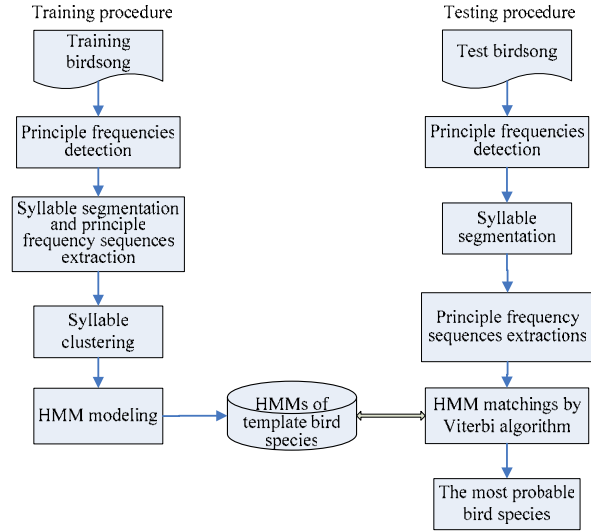 Training procedure
Training
birdsong
Principle frequencies
detection
Syllable segmentation
and principle
frequency sequences
extraction
Syllable
clustering
HMM modeling
HMMs of
template bird
species
Testing procedure
Test birdsong
Principle frequencies
detection
Syllable
segmentation
Principle frequency
sequences extractions
HMM matchings by
Viterbi algorithm
The most probable
bird species